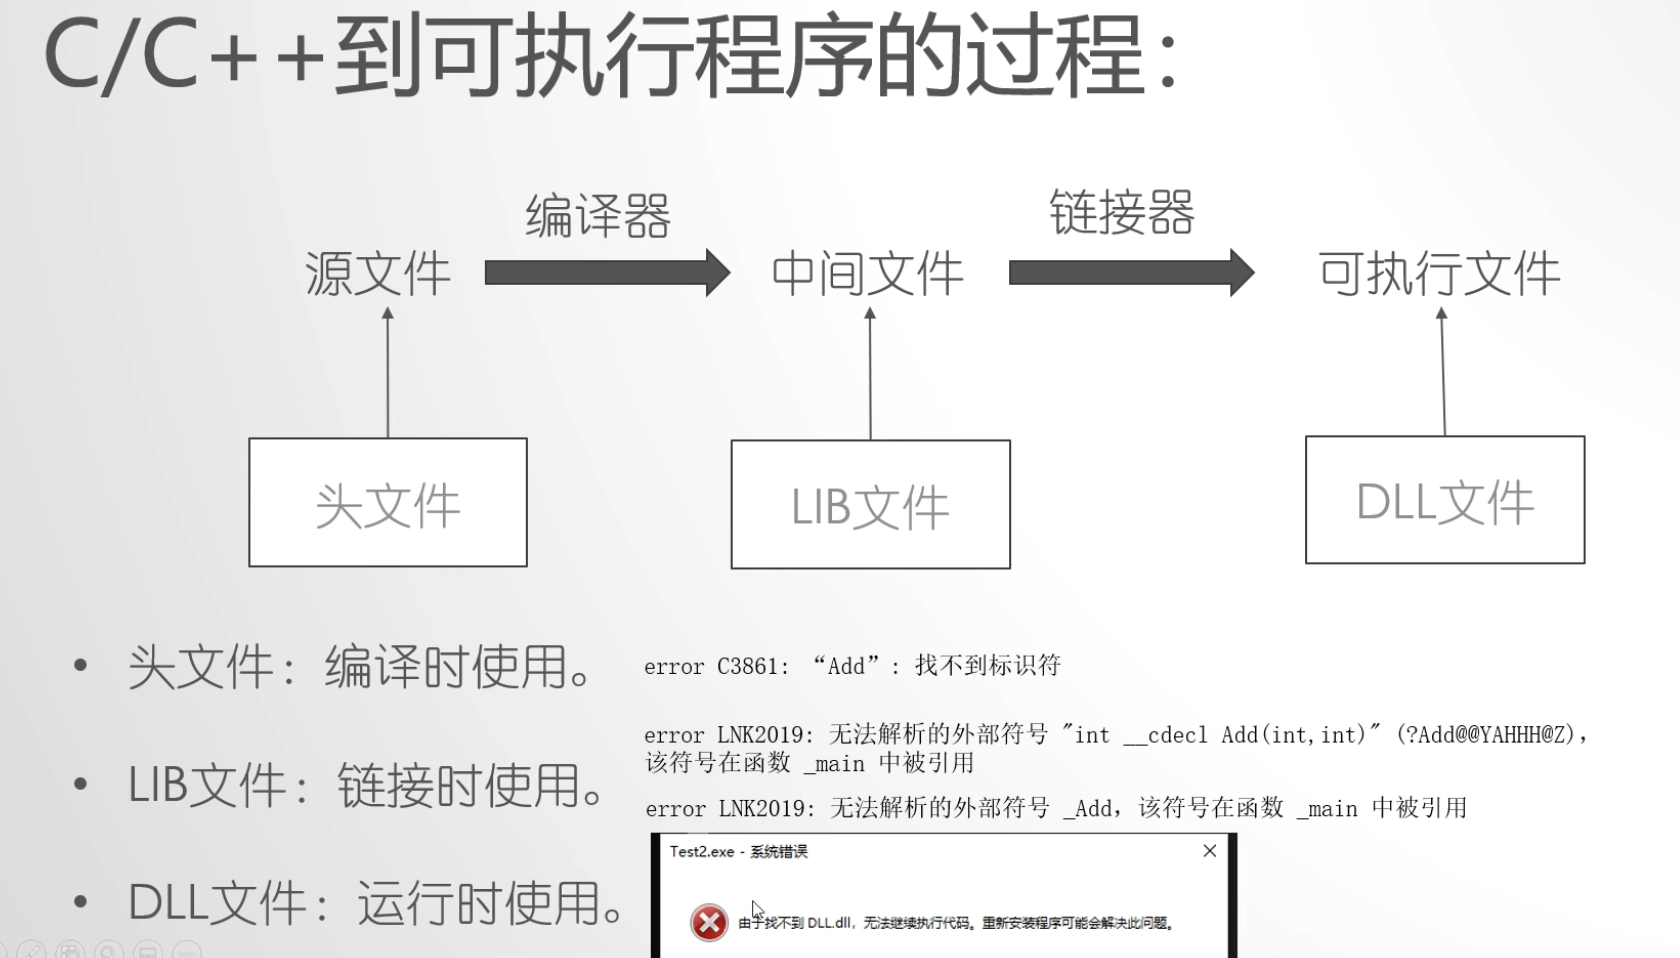 C/C++到可执行程序的过程：
编译器
链接器
源文件
中间文件
可执行文件
头文件
LIB文件
DLL文件
• 头文件：编译时使用。
error C3861: “Add”: 找不到标识符
error LNK2019: 无法解析的外部符号 "int __cdecl Add(int,int)" (?Add@@YAHHH@Z)，
该符号在函数 _main 中被引用
• LIB文件：链接时使用。
error LNK2019: 无法解析的外部符号 _Add，该符号在函数 _main 中被引用
Test2.exe - 系统错误
• DLL文件：运行时使用。
由于找不到 DLL.dll，无法继续执行代码。重新安装程序可能会解决此问题。